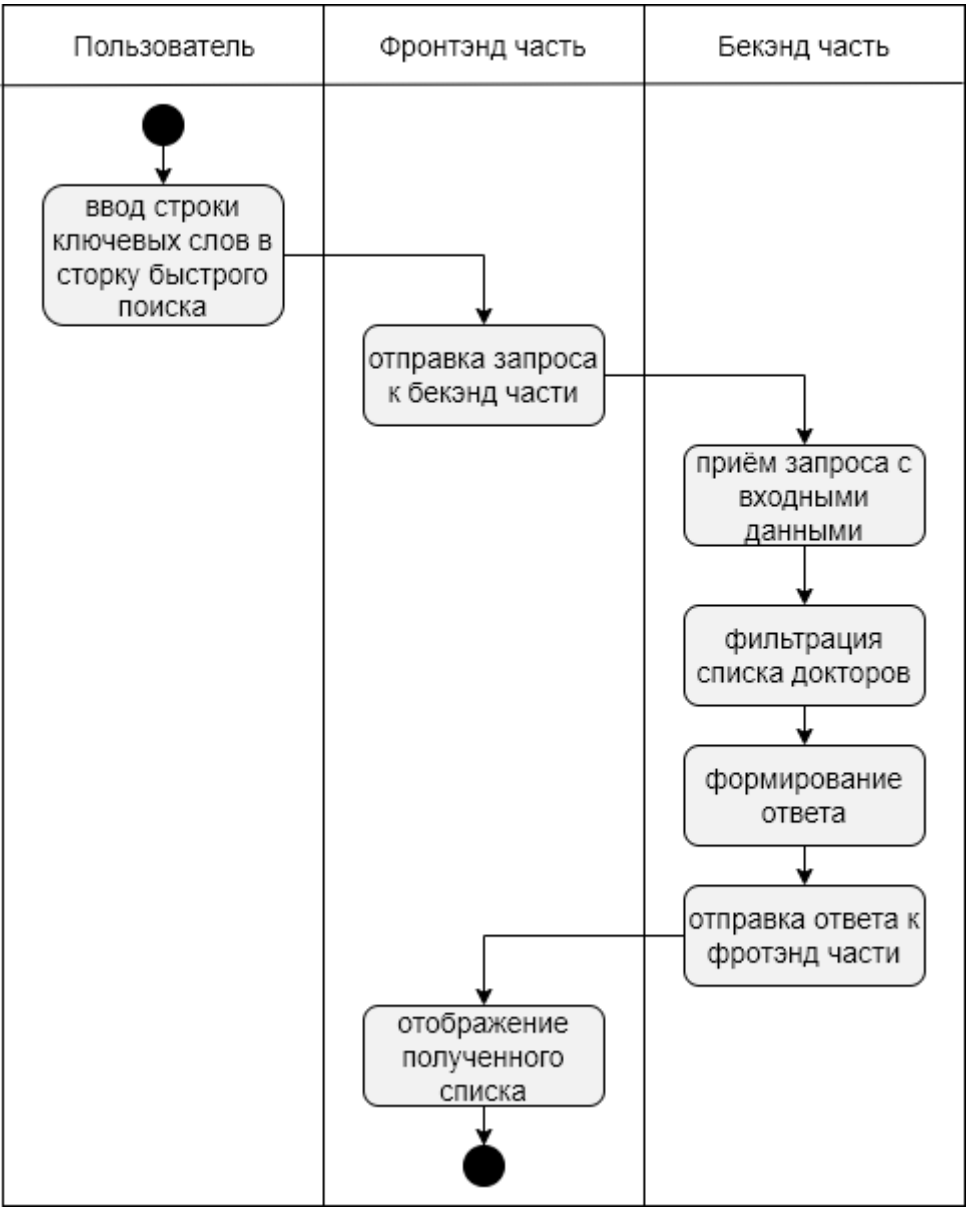 Пользователь
Фронтэнд часть
Бекэнд часть
ввод строки
ключевых слов в
сторку быстрого
поиска
отправка запроса
к бекэнд части
приём запроса с
входными
данными
фильтрация
списка докторов
формирование
ответа
отправка ответа к
фротэнд части
отображение
полученного
списка